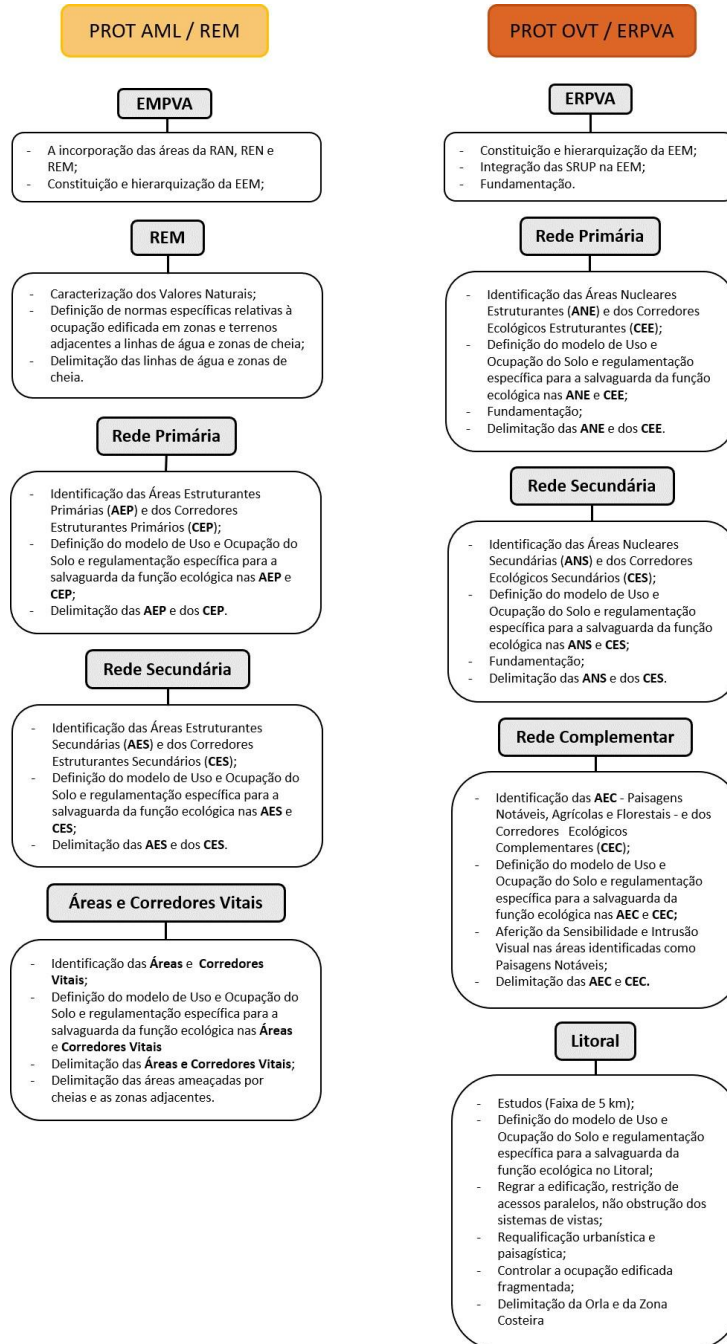 PROT AML / REM
EMPVA
- A incorporação das áreas da RAN, REN e
REM;
- Constituição e hierarquização da EEM;
REM
- Caracterização dos Valores Naturais;
- Definição de normas específicas relativas à
ocupação edificada em zonas e terrenos
adjacentes a linhas de água e zonas de cheia;
- Delimitação das linhas de água e zonas de
cheia.
Rede Primária
- Identificação das Áreas Estruturantes
Primárias (AEP) e dos Corredores
Estruturantes Primários (CEP);
- Definição do modelo de Uso e Ocupação do
Solo e regulamentação específica para a
salvaguarda da função ecológica nas AEP e
CEP;
- Delimitação das AEP e dos CEP.
Rede Secundária
- Identificação das Áreas Estruturantes
Secundárias (AES) e dos Corredores
Estruturantes Secundários (CES);
- Definição do modelo de Uso e Ocupação do
Solo e regulamentação específica para a
salvaguarda da função ecológica nas AES e
CES;
- Delimitação das AES e dos CES.
Áreas e Corredores Vitais
- Identificação das Áreas e Corredores
Vitais;
- Definição do modelo de Uso e Ocupação do
Solo e regulamentação específica para a
salvaguarda da função ecológica nas Áreas
e Corredores Vitais
- Delimitação das Áreas e Corredores Vitais;
- Delimitação das áreas ameaçadas por
cheias e as zonas adjacentes.
PROT OVT / ERPVA
ERPVA
- Constituição e hierarquização da EEM;
- Integração das SRUP na EEM;
- Fundamentação.
Rede Primária
- Identificação das Áreas Nucleares
Estruturantes (ANE) e dos Corredores
Ecológicos Estruturantes (CEE);
- Definição do modelo de Uso e
Ocupação do Solo e regulamentação
específica para a salvaguarda da função
ecológica nas ANE e CEE;
- Fundamentação;
- Delimitação das ANE e dos CEE.
Rede Secundária
- Identificação das Áreas Nucleares
Secundárias (ANS) e dos Corredores
Ecológicos Secundários (CES);
- Definição do modelo de Uso e
Ocupação do Solo e regulamentação
específica para a salvaguarda da função
ecológica nas ANS e CES;
- Fundamentação;
- Delimitação das ANS e dos CES.
Rede Complementar
- Identificação das AEC - Paisagens
Notáveis, Agrícolas e Florestais - e dos
Corredores Ecológicos
Complementares (CEC);
- Definição do modelo de Uso e
Ocupação do Solo e regulamentação
específica para a salvaguarda da
função ecológica nas AEC e CEC;
- Aferição da Sensibilidade e Intrusão
Visual nas áreas identificadas como
Paisagens Notáveis;
- Delimitação das AEC e CEC.
Litoral
- Estudos (Faixa de 5 km);
- Definição do modelo de Uso e
Ocupação do Solo e regulamentação
específica para a salvaguarda da
função ecológica no Litoral;
- Regrar a edificação, restrição de
acessos paralelos, não obstrução dos
sistemas de vistas;
- Requalificação urbanística e
paisagística;
- Controlar a ocupação edificada
fragmentada;
- Delimitação da Orla e da Zona
Costeira